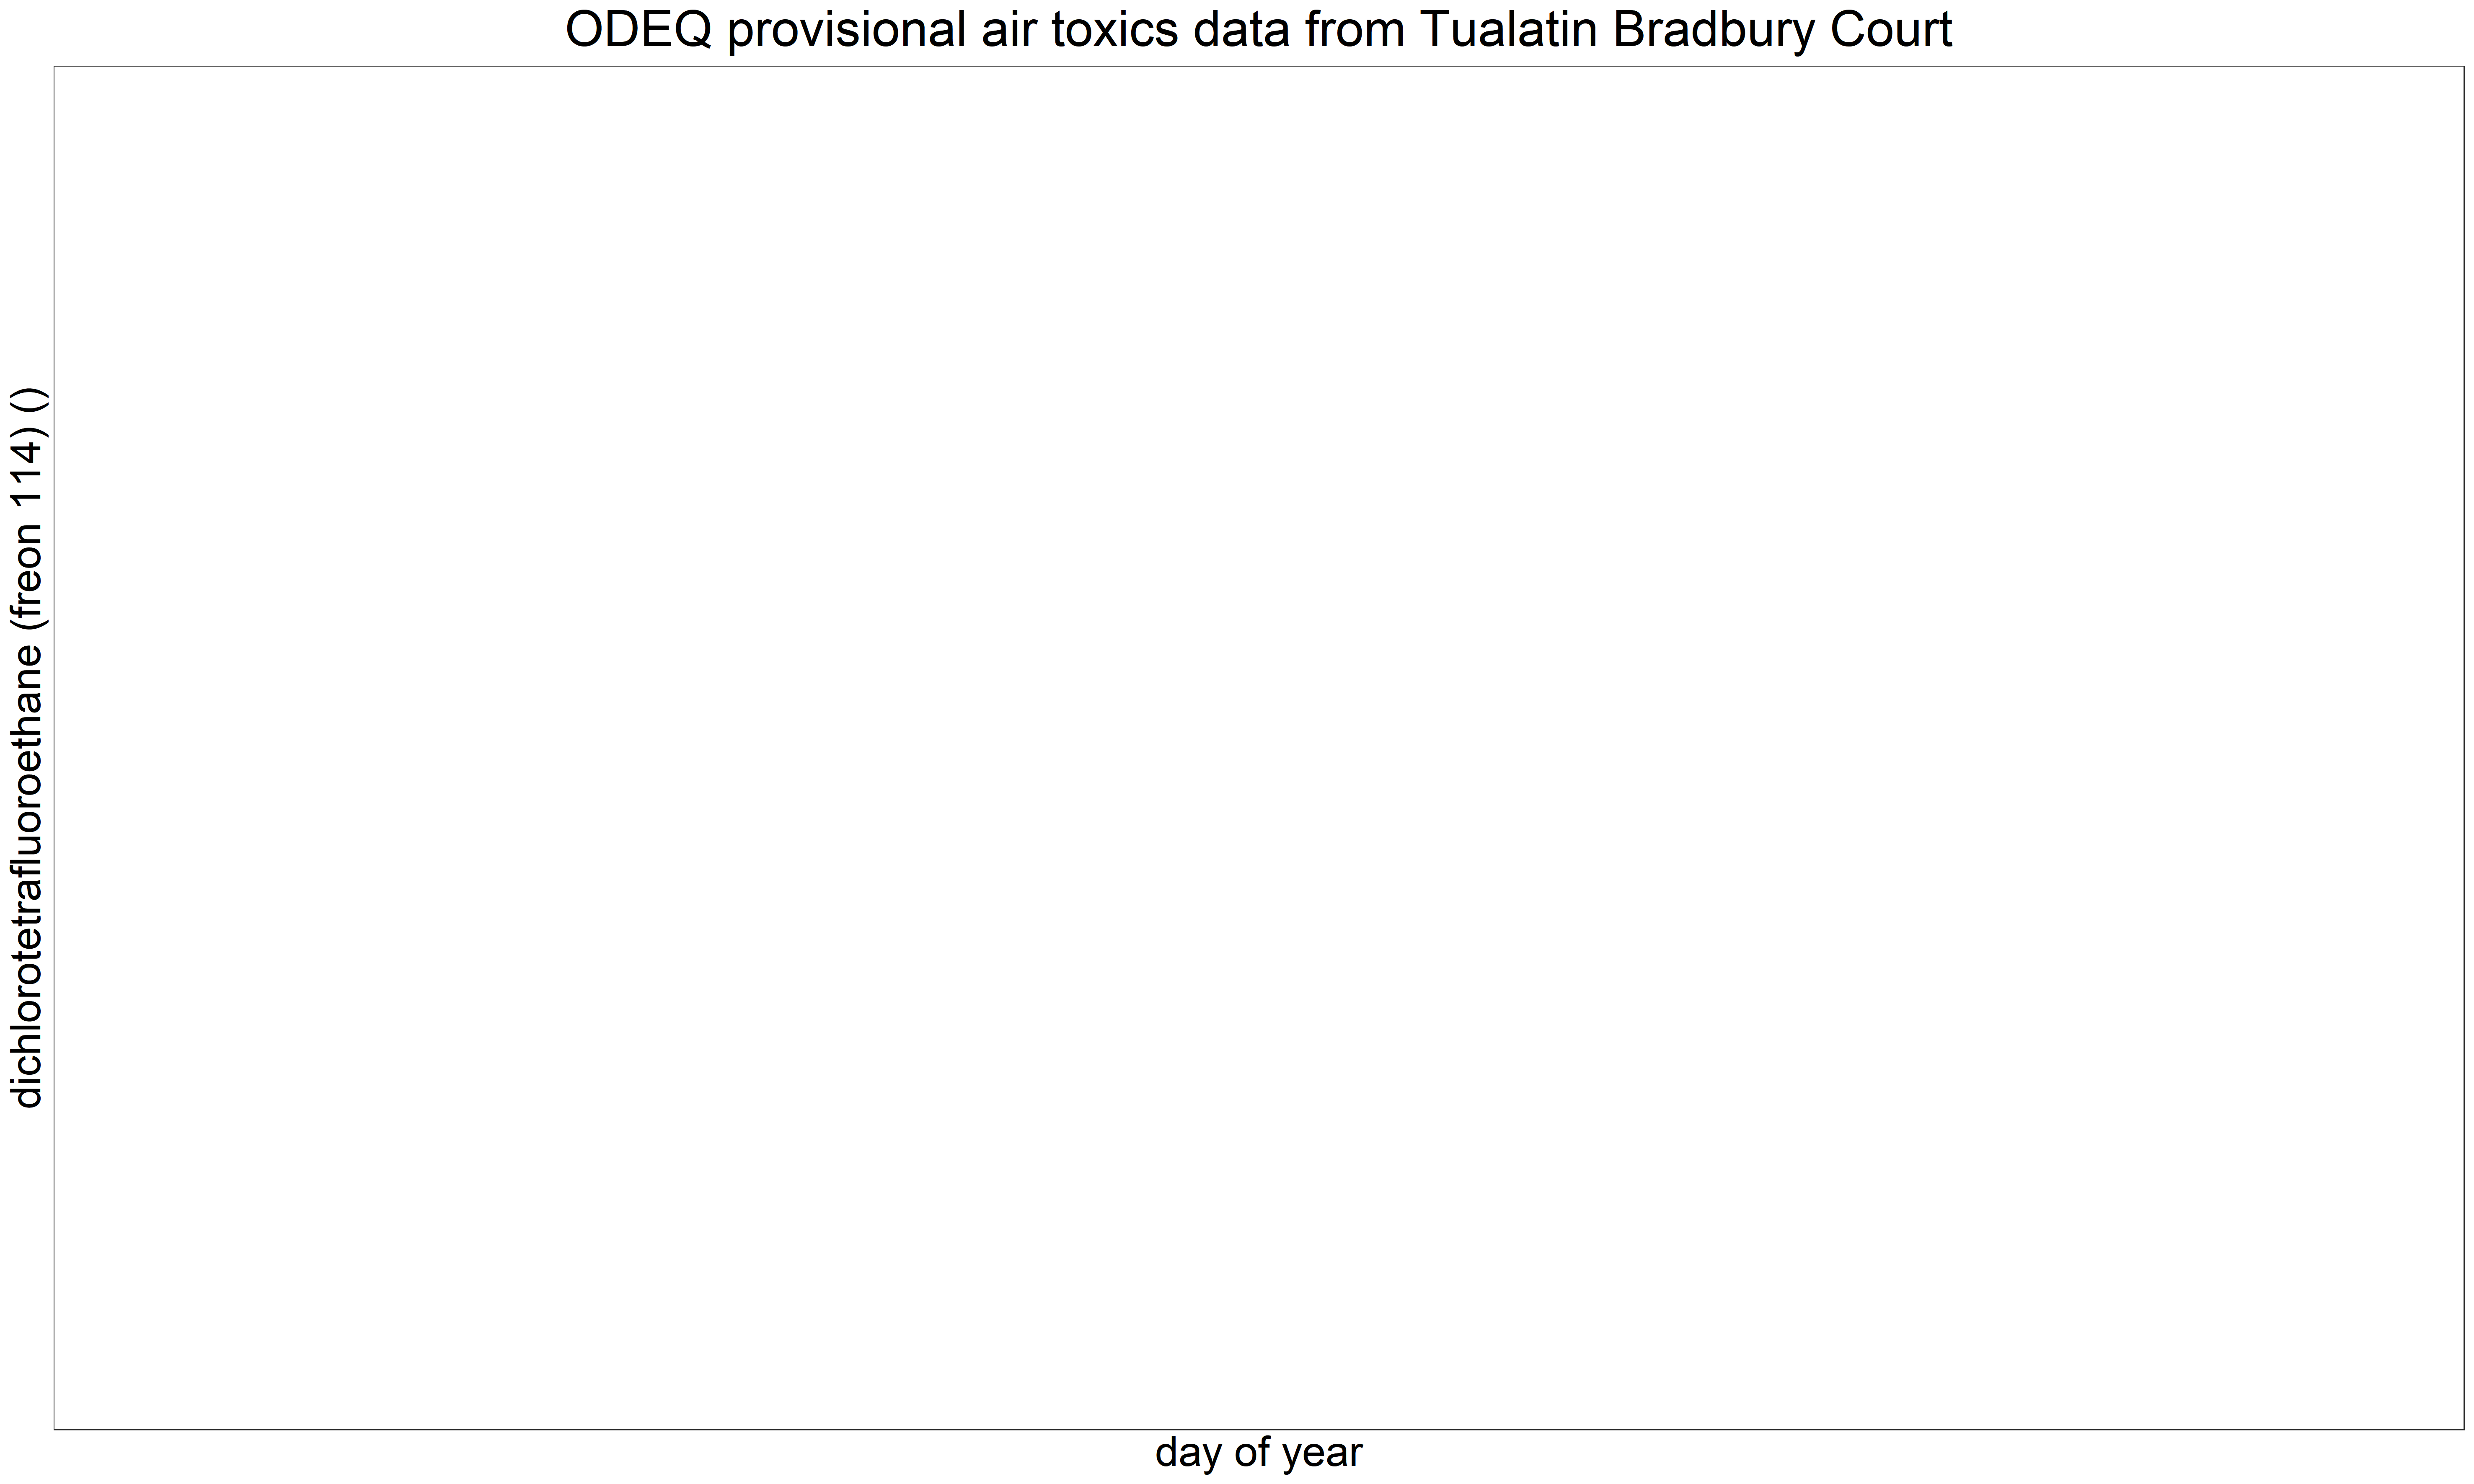 ODEQ provisional air toxics data from Tualatin Bradbury Court
dichlorotetrafluoroethane (freon 114) ()
day of year